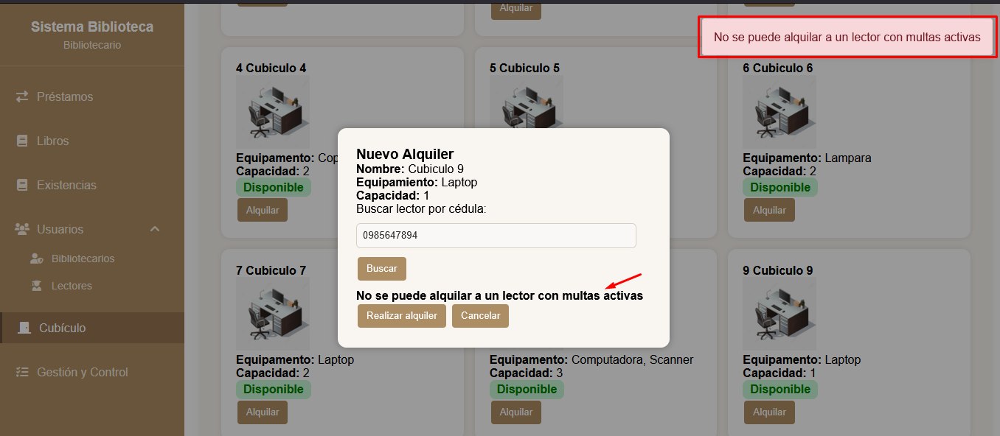 Sistema Biblioteca
Bibliotecario
Préstamos
Libros
Existencias
Usuarios
Bibliotecarios
Lectores
Cubículo
Gestión y Control
Alquilar
No se puede alquilar a un lector con multas activas
4 Cubiculo 4
Equipamento: Cop
Capacidad: 2
Disponible
Alquilar
5 Cubiculo 5
6 Cubiculo 6
Equipamento: Lampara
Capacidad: 2
Disponible
Alquilar
Nuevo Alquiler
Nombre: Cubiculo 9
Equipamiento: Laptop
Capacidad: 1
Buscar lector por cédula:
0985647894
Buscar
No se puede alquilar a un lector con multas activas
Realizar alquiler Cancelar
7 Cubiculo 7
Equipamento: Laptop
Capacidad: 2
Disponible
Alquilar
Equipamento: Computadora, Scanner
Capacidad: 3
Disponible
Alquilar
9 Cubiculo 9
Equipamento: Laptop
Capacidad: 1
Disponible
Alquilar